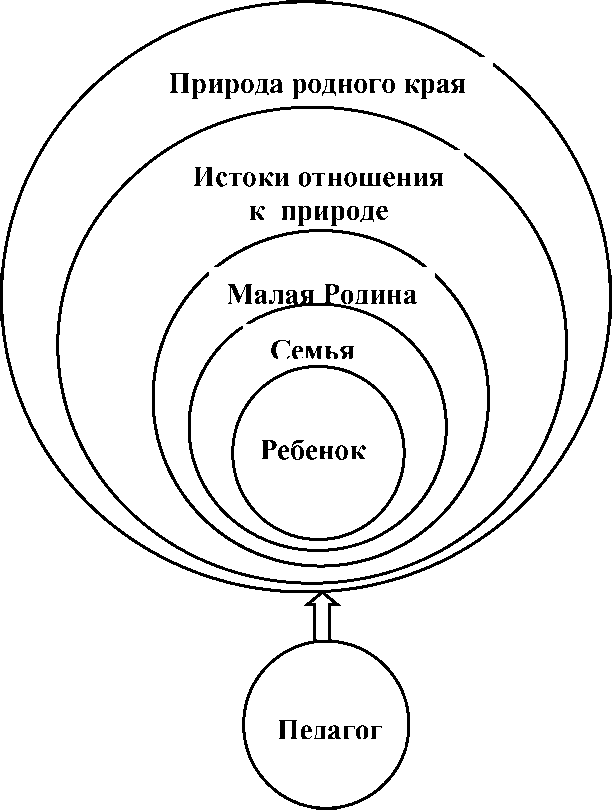 Природа родного края
Истоки отношения
к природе
Малая Родина
Семья
Ребенок
Педагог